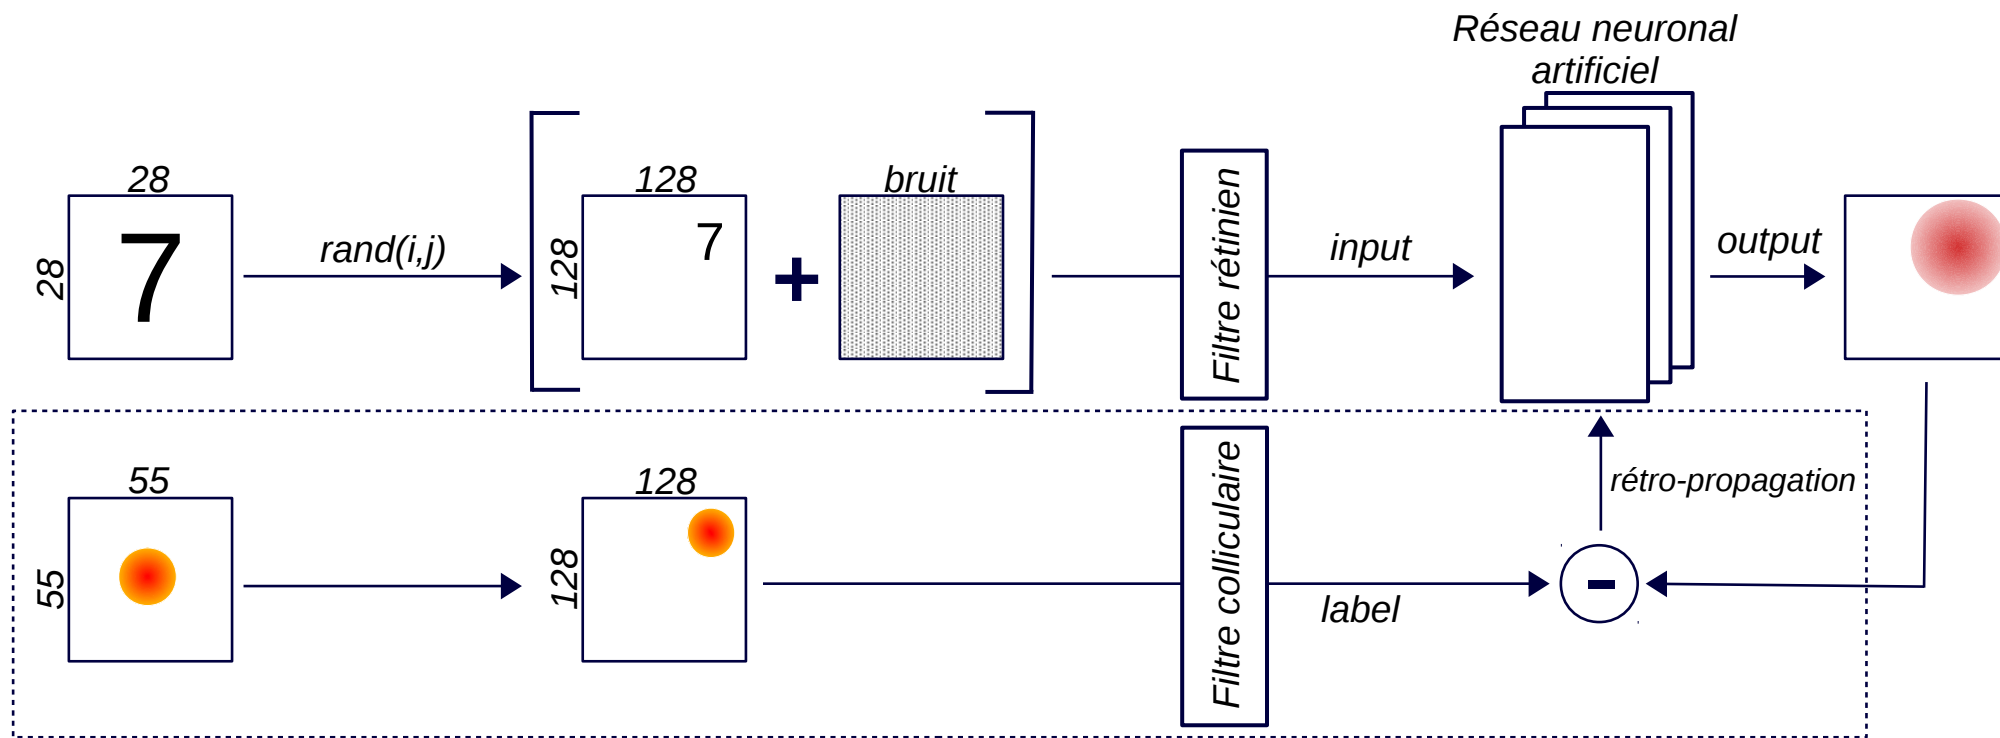 Réseau neuronal
artificiel
28
28
7
rand(i,j)
128
128
7
+
bruit
Filtre rétinien
input
output
55
55
128
128
Filtre colliculaire
label
-
rétro-propagation